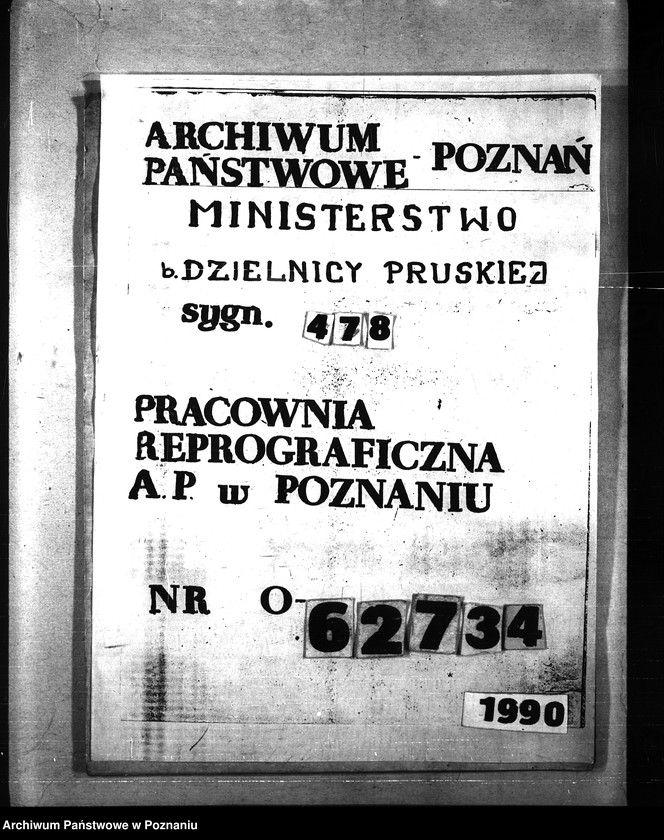 ARCHIWUM
PAŃSTWOWE - POZNAŃ
MINISTERSTWO
b. DZIELNICY PRUSKIEJ
sygn. 478
PRACOWNIA
REPROGRAFICZNA
A. P. w POZNANIU
NR O-62734
1990
Archiwum Państwowe w Poznaniu